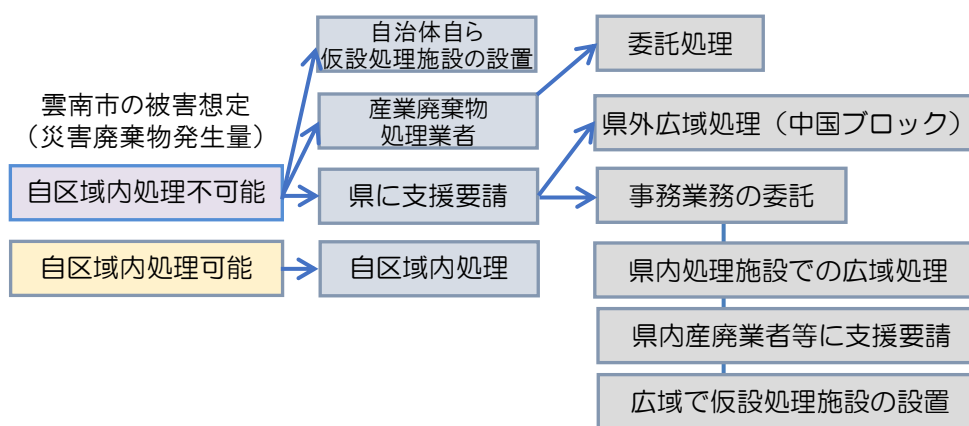 雲南市の被害想定
（災害廃棄物発生量）
自区域内処理不可能
自区域内処理可能
自治体自ら
仮設処理施設の設置
産業廃棄物
処理業者
県に支援要請
自区域内処理
委託処理
県外広域処理（中国ブロック）
事務業務の委託
県内処理施設での広域処理
県内産廃業者等に支援要請
広域で仮設処理施設の設置